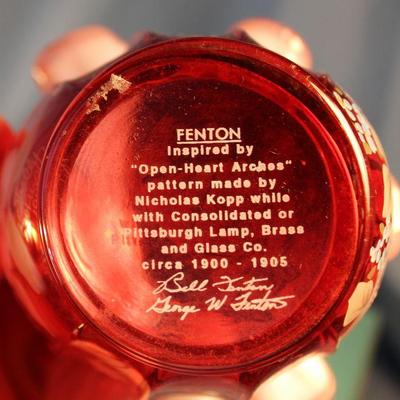 FENTON
Inspired by
"Open-Heart Arches"
pattern made by
Nicholas Kopp while
with Consolidated or
Pittsburgh Lamp, Brass
and Glass Co.
circa 1900 - 1905
Bill Fenton
George W Fenton